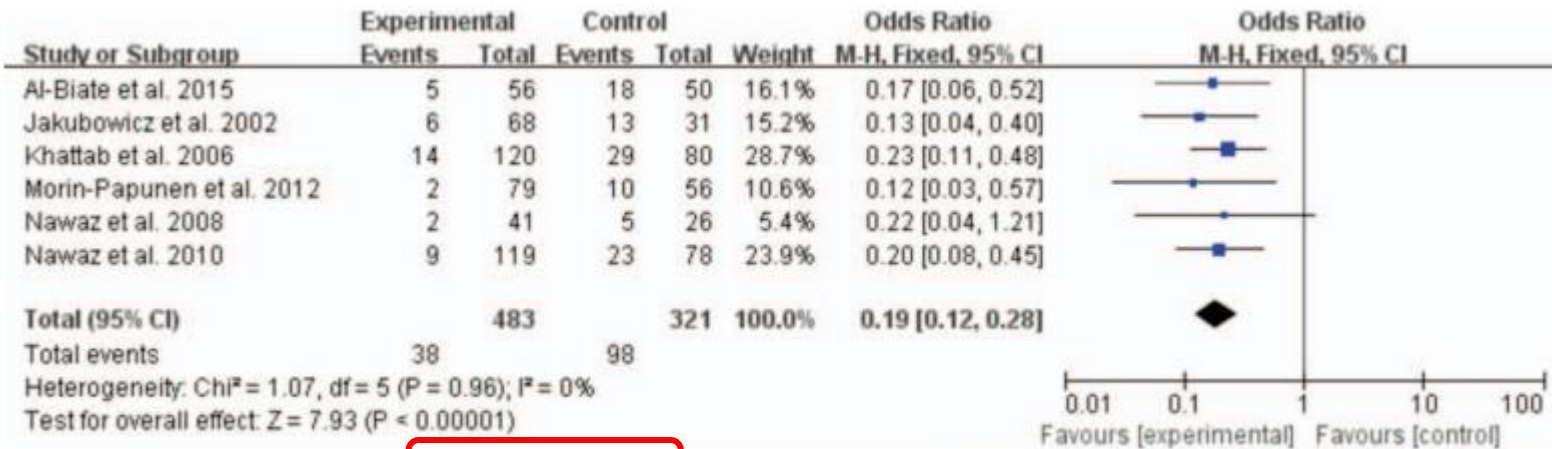 Experimental Control Odds Ratio Odds Ratio
Study or Subgroup Events Total Events Total Weight M-H, Fixed, 95% CI M-H, Fixed, 95% CI
Al-Biate et al. 2015 5 56 18 50 16.1% 0.17 [0.06, 0.52]
Jakubowicz et al. 2002 6 68 13 31 15.2% 0.13 [0.04, 0.40]
Khattab et al. 2006 14 120 29 80 28.7% 0.23 [0.11, 0.48]
Morin-Papunen et al. 2012 2 79 10 56 10.6% 0.12 [0.03, 0.57]
Nawaz et al. 2008 2 41 5 26 5.4% 0.22 [0.04, 1.21]
Nawaz et al. 2010 9 119 23 78 23.9% 0.20 [0.08, 0.45]
Total (95% CI) 483 321 100.0% 0.19 [0.12, 0.28]
Total events 38 98
Heterogeneity: Chi² = 1.07, df = 5 (P = 0.96); I² = 0%
Test for overall effect: Z = 7.93 (P < 0.00001)
0.01 0.1 1 10 100
Favours [experimental] Favours [control]